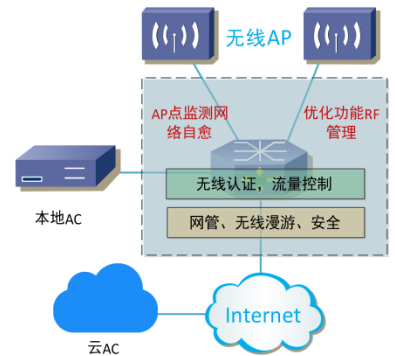 无线AP
AP点监测网
络自愈
优化功能RF
管理
无线认证，流量控制
本地AC
网管、无线漫游、安全
Internet
云AC